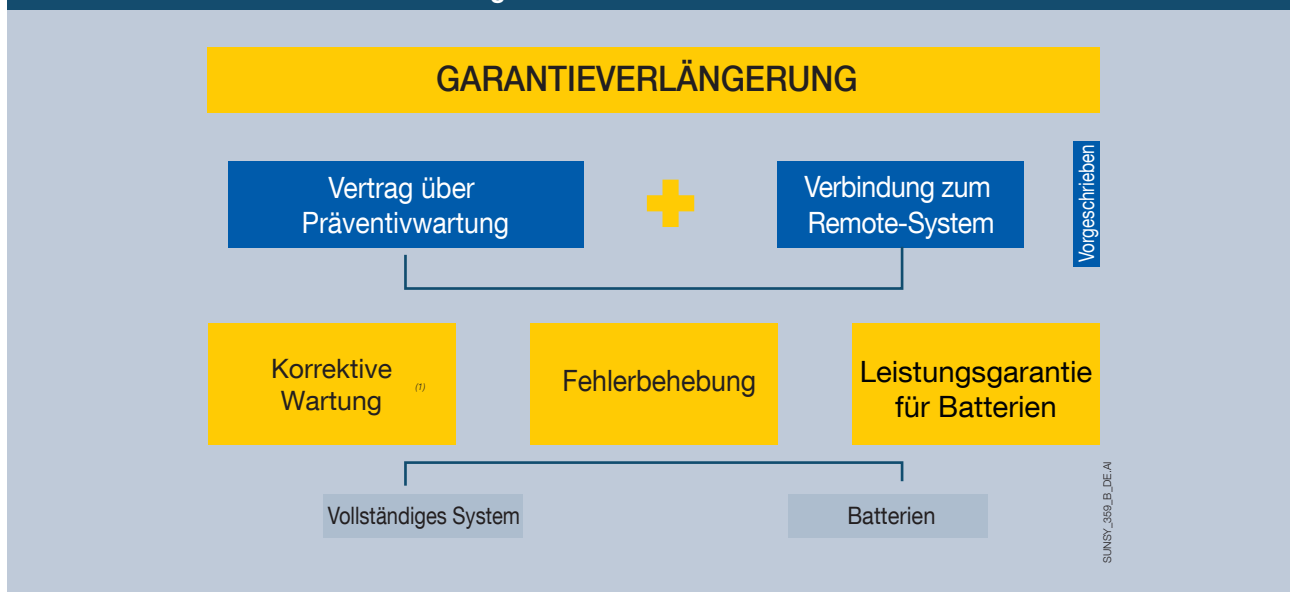 GARANTIEVERLÄNGERUNG
Vertrag über
Präventivwartung
Verbindung zum
Remote-System
Vorgeschrieben
Korrektive
Wartung (1)
Fehlerbehebung
Leistungsgarantie
für Batterien
Vollständiges System
Batterien
SUNSY_359_B_DE.AI